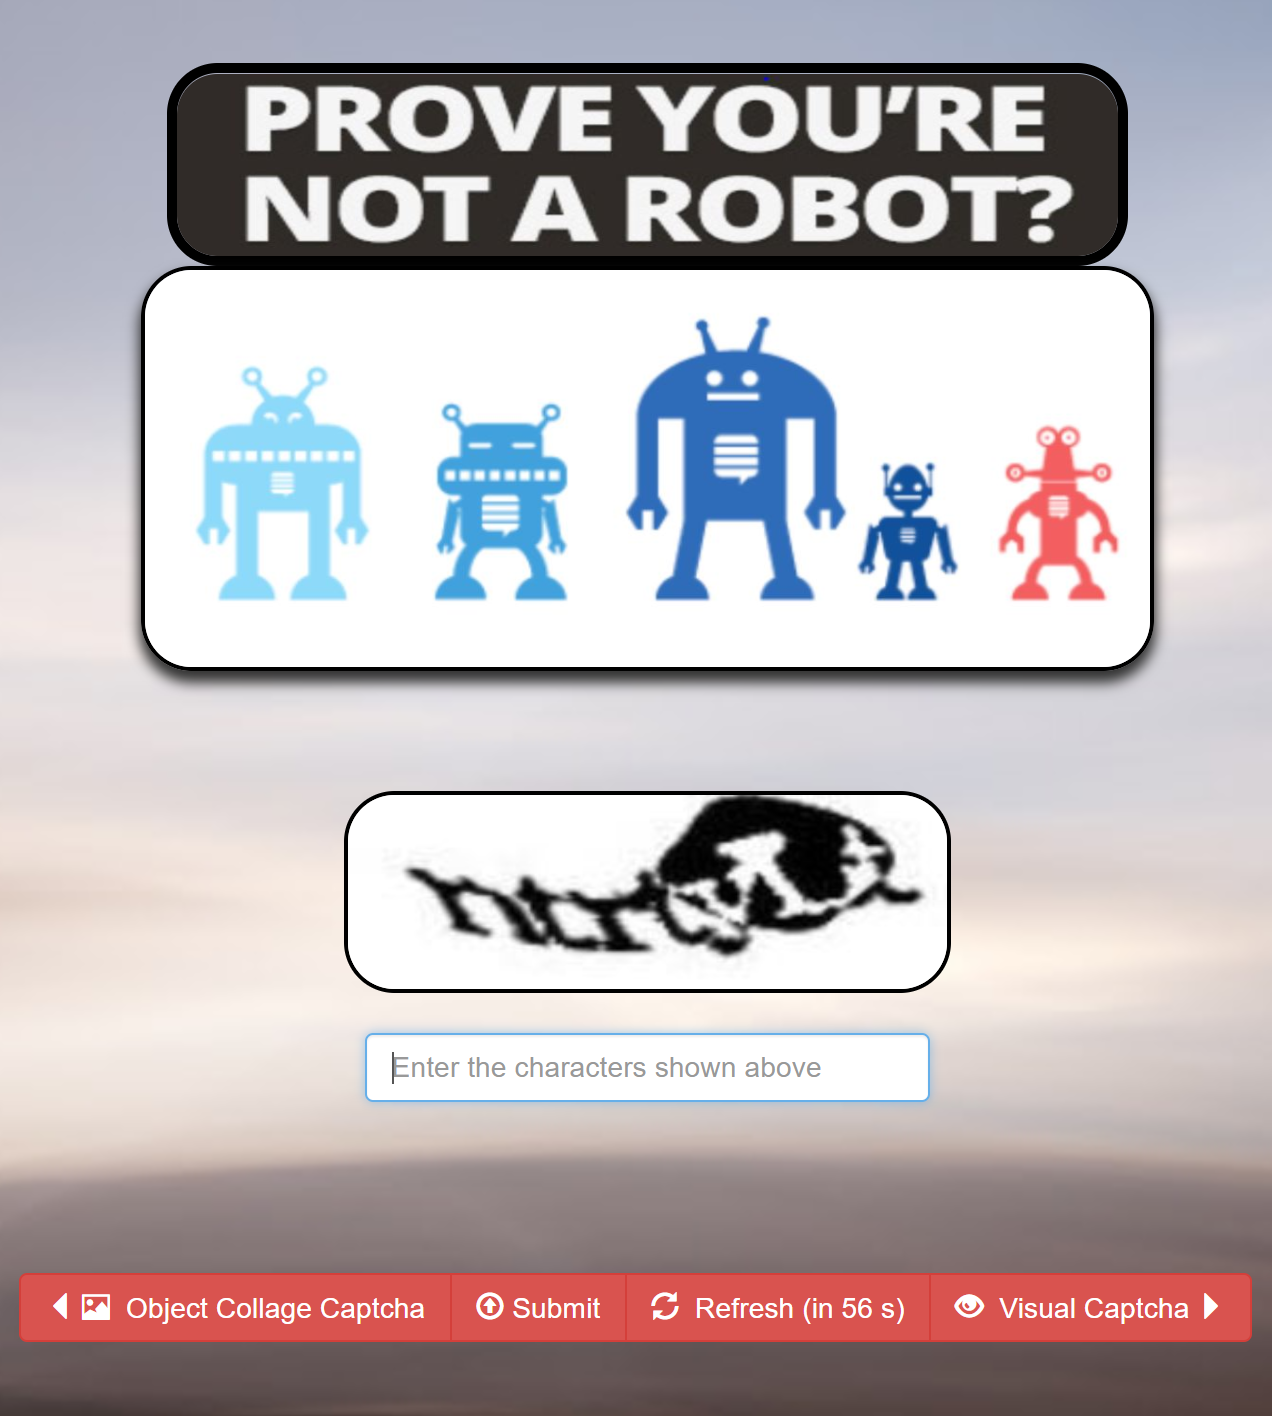 PROVE YOU'RE
NOT A ROBOT?
Enter the characters shown above
Object Collage Captcha
Submit
Refresh (in 56 s)
Visual Captcha